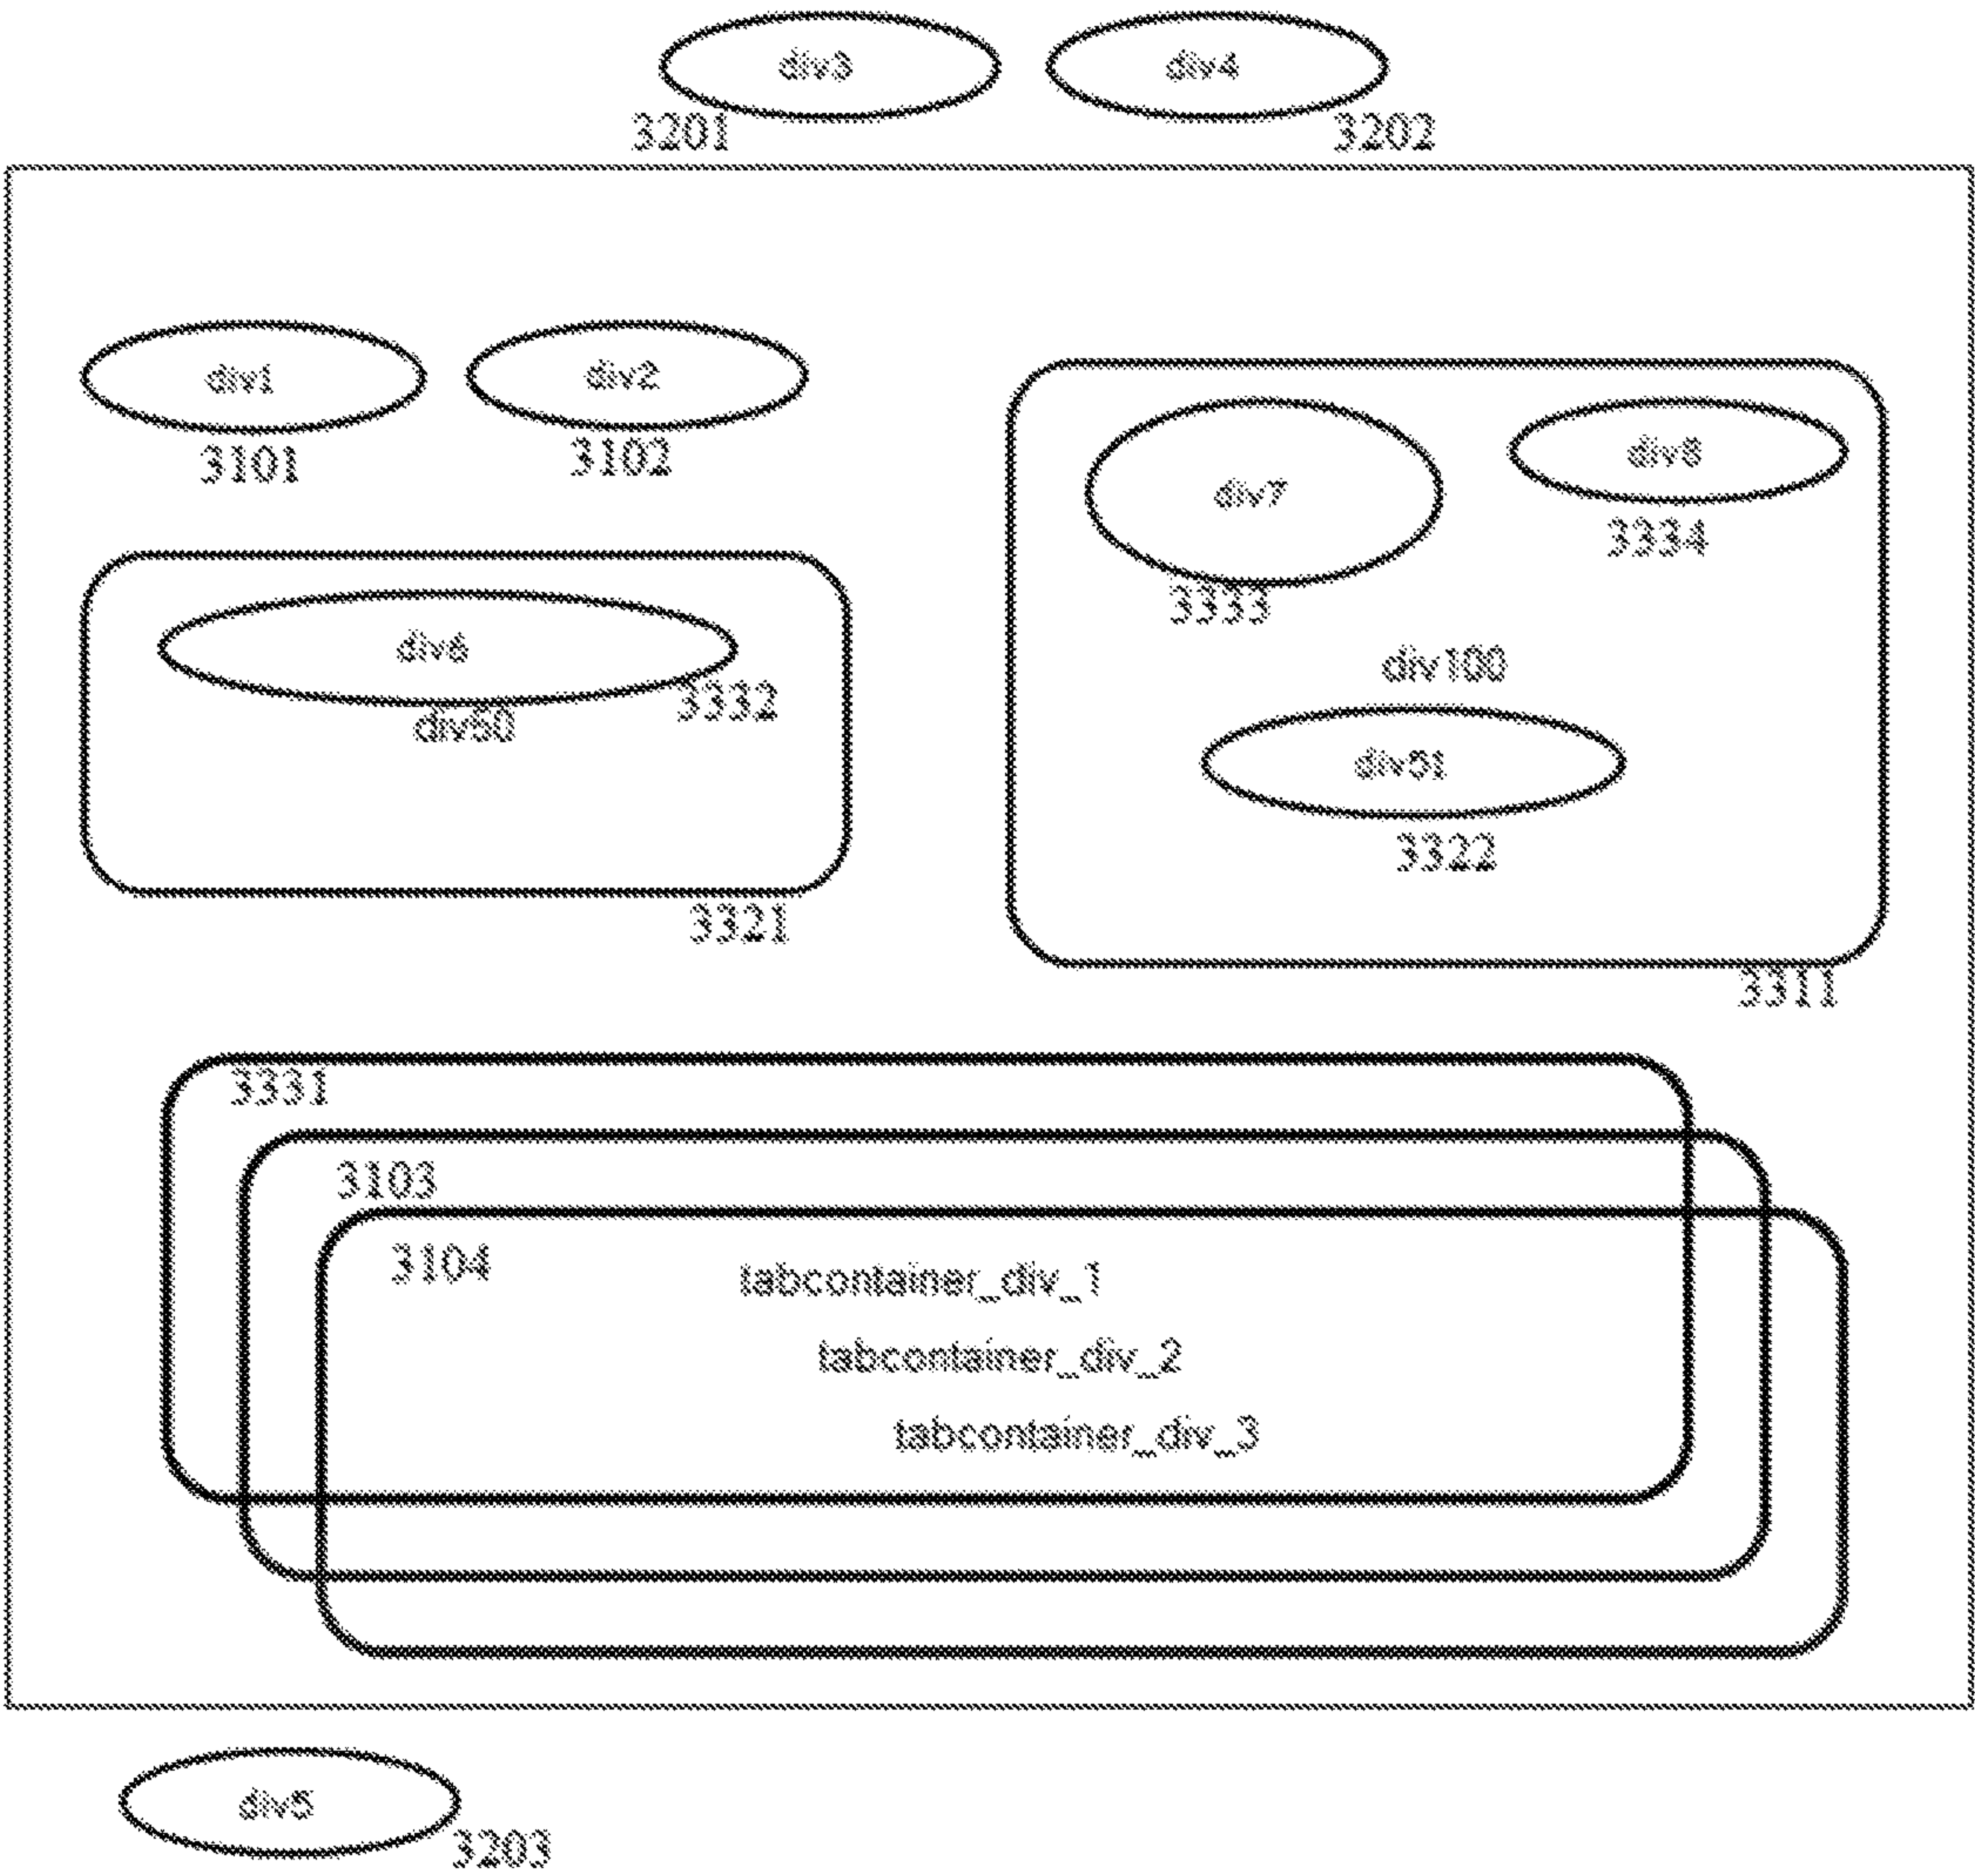 div3
div4
3201
3202
div1
div2
3101
3102
div7
div8
3334
3333
div6
3332
div50
div100
div51
3322
3321
3311
3331
3103
3104
tabcontainer_div_1
tabcontainer_div_2
tabcontainer_div_3
div5
3203